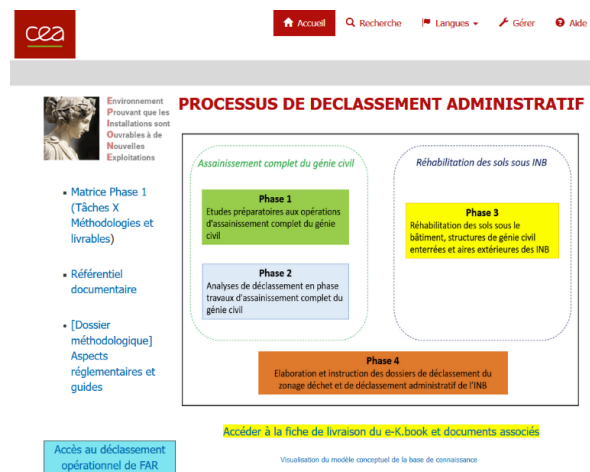 cea
Accueil
Recherche
Langues
Gérer
Aide
Environnement
Prouvant que les
Installations sont
Ouvrables à de
Nouvelles
Exploitations
PROCESSUS DE DECLASSEMENT ADMINISTRATIF
Matrice Phase 1
(Tâches X
Méthodologies et
livrables)
Référentiel
documentaire
[Dossier
méthodologique]
Aspects
réglementaires et
guides
Accès au déclassement
opérationnel de FAR
Assainissement complet du génie civil
Phase 1
Etudes préparatoires aux opérations
d'assainissement complet du génie
civil
Phase 2
Analyses de déclassement en phase
travaux d'assainissement complet du
génie civil
Réhabilitation des sols sous INB
Phase 3
Réhabilitation des sols sous le
bâtiment, structures de génie civil
enterrées et aires extérieures des INB
Phase 4
Elaboration et instruction des dossiers de déclassement du
zonage déchet et de déclassement administratif de l'INB
Accéder à la fiche de livraison du e-K.book et documents associés
Visualisation du modèle conceptuel de la base de connaissance